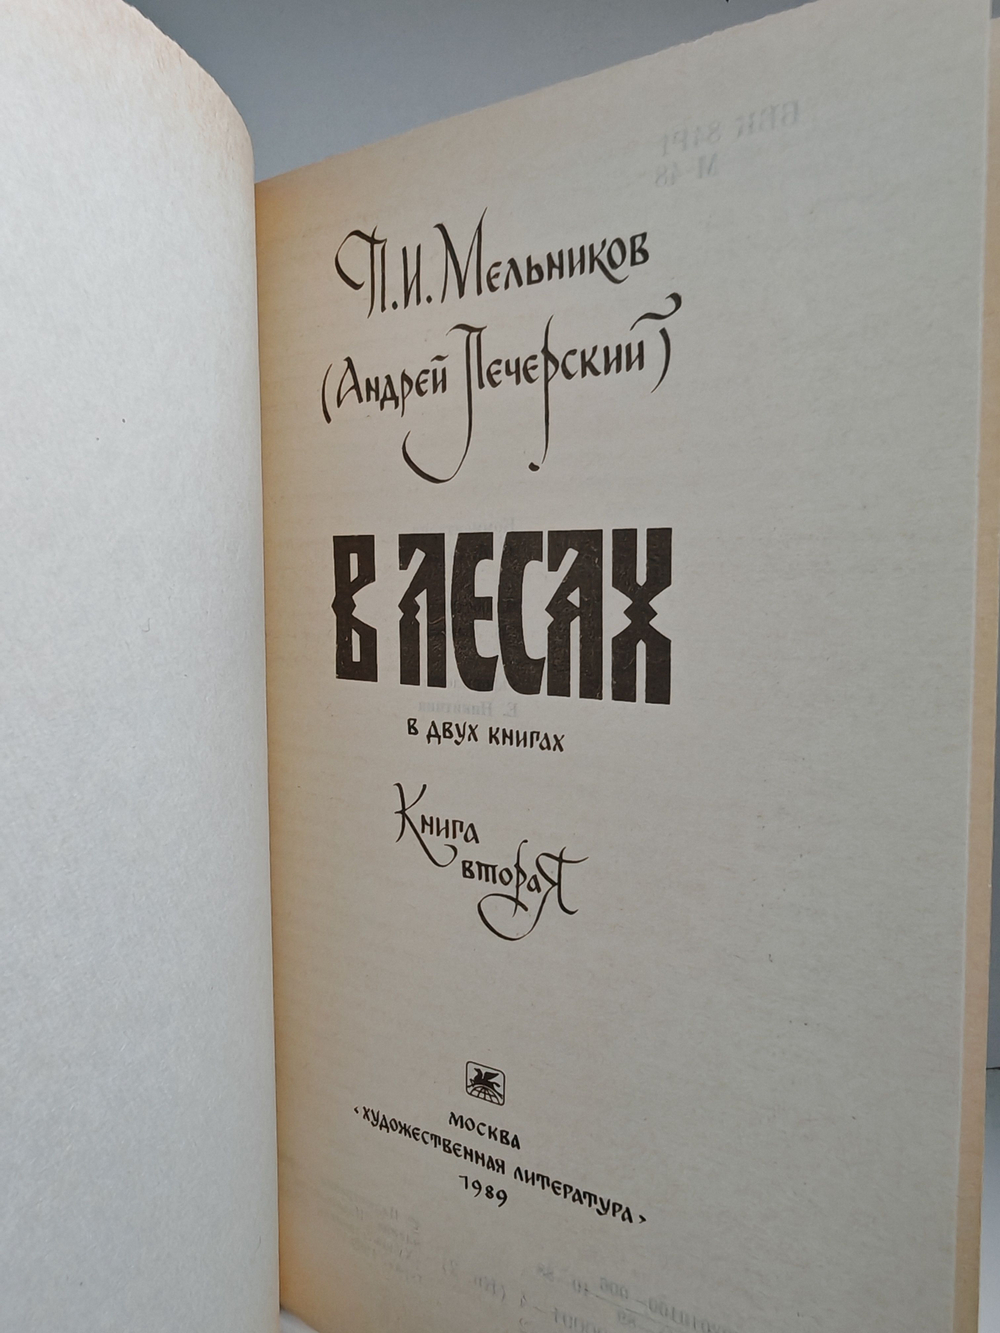 П. И. Мельников
(Андрей Печерский)
В ЛЕСАХ
в двух книгах
Книга
вторая
Москва
«Художественная литература»
1989